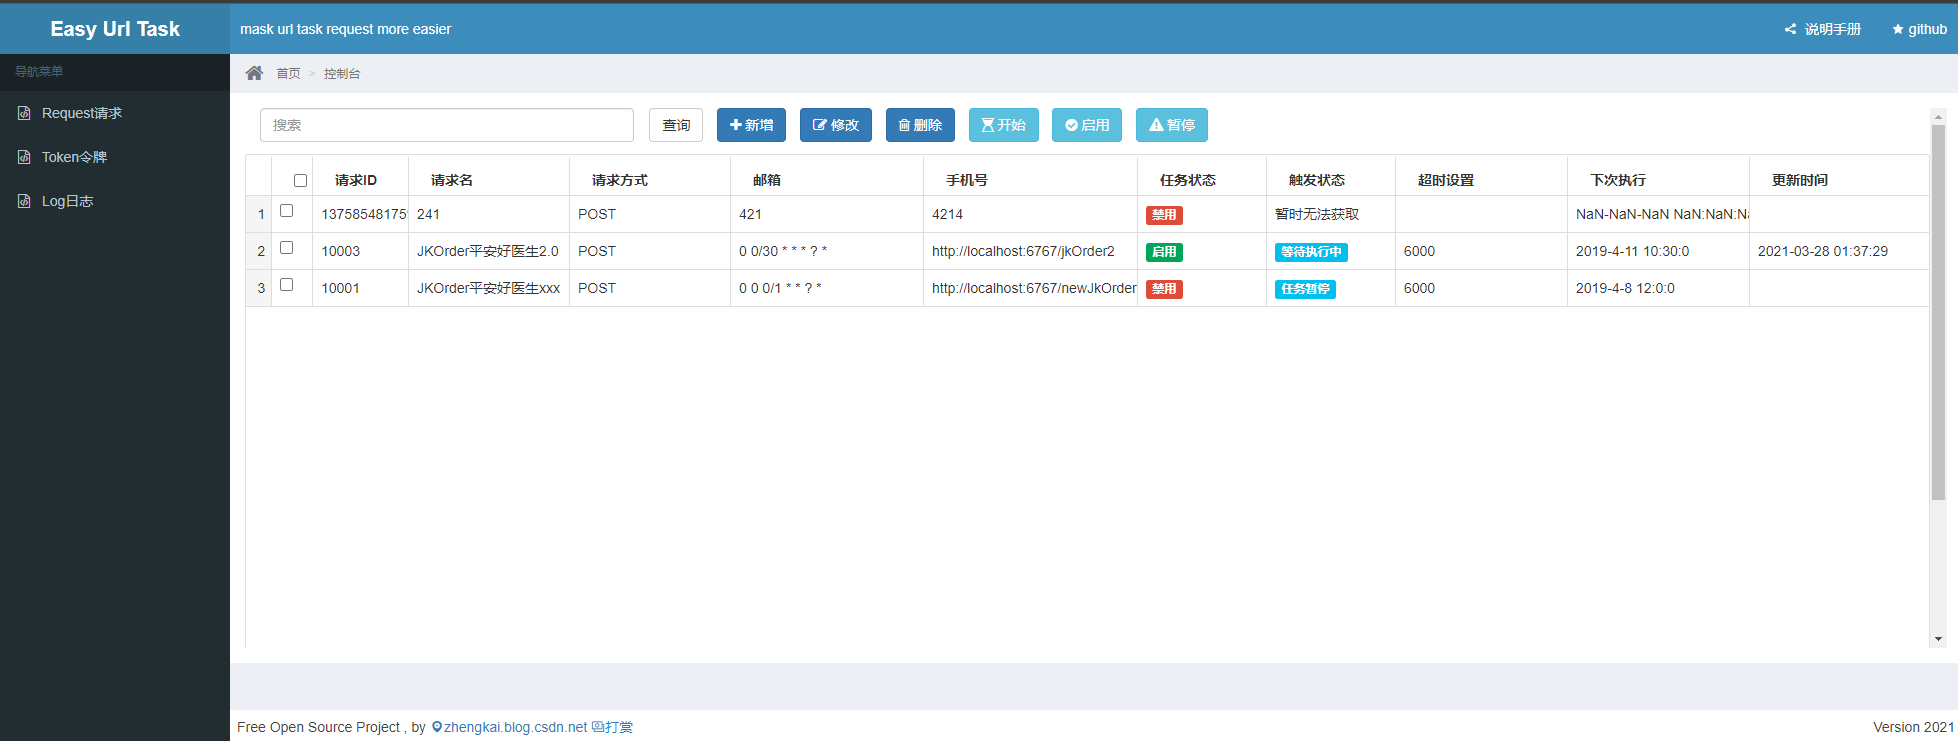 Easy Url Task
mask url task request more easier
说明手册
github
导航菜单
首页 > 控制台
Request请求
Token令牌
Log日志
搜索
查询
新增
修改
删除
开始
启用
暂停
请求ID 请求名 请求方式 邮箱 手机号 任务状态 触发状态 超时设置 下次执行 更新时间
1 13758548175 241 POST 421 4214 禁用 暂时无法获取 NaN-NaN-NaN NaN:NaN:Na
2 10003 JKOrder平安好医生2.0 POST 0 0/30 * * * ? * http://localhost:6767/jkOrder2 启用 等待执行中 6000 2019-4-11 10:30:0 2021-03-28 01:37:29
3 10001 JKOrder平安好医生xxx POST 0 0 0/1 * * ? * http://localhost:6767/newJkOrder 禁用 任务暂停 6000 2019-4-8 12:0:0
Free Open Source Project , by zhengkai.blog.csdn.net 打赏
Version 2021